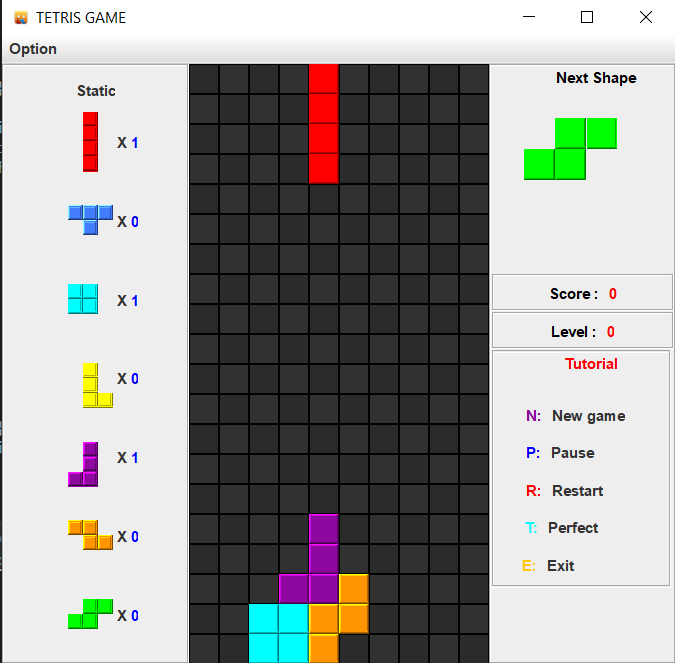 TETRIS GAME
Option
Static
X 1
X 0
X 1
X 0
X 1
X 0
X 0
Next Shape
Score : 0
Level : 0
Tutorial
N: New game
P: Pause
R: Restart
T: Perfect
E: Exit